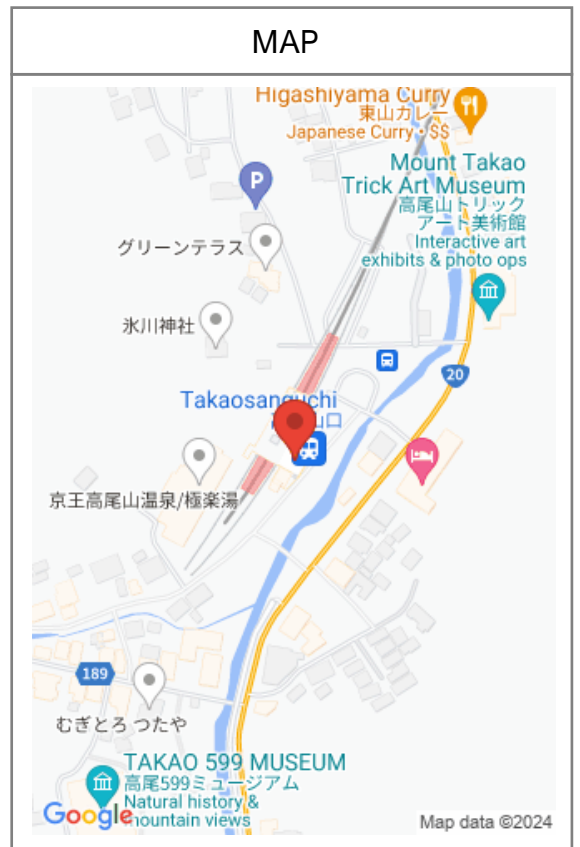 MAP
Higashiyama Curry
東山カレー
Japanese Curry・$$
Mount Takao
Trick Art Museum
高尾山トリック
アート美術館
Interactive art
exhibits & photo ops
P
グリーンテラス
氷川神社
20
Takaosanguchi
山口
京王高尾山温泉/極楽湯
189
むぎとろ つたや
TAKAO 599 MUSEUM
高尾599ミュージアム
Natural history &
mountain views
Google
Map data ©2024